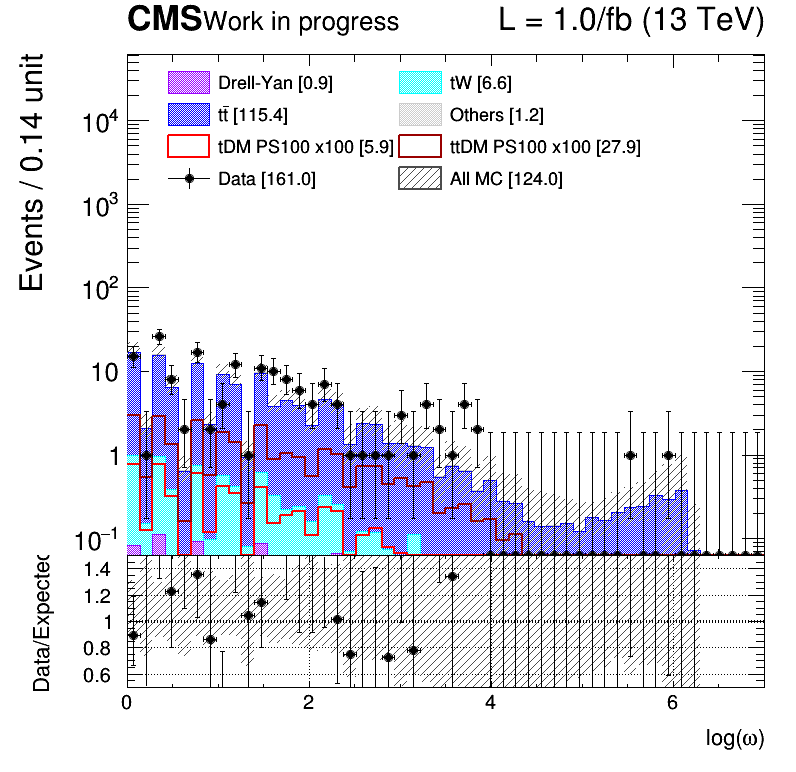 CMS Work in progress L = 1.0/fb (13 TeV)
Events / 0.14 unit
Drell-Yan [0.9] tW [6.6]
tt̄ [115.4] Others [1.2]
tDM PS100 x100 [5.9] ttDM PS100 x100 [27.9]
Data [161.0] All MC [124.0]
10⁴
10³
10²
10
1
10⁻¹
Data/Expected
1.4
1.2
1
0.8
0.6
0 2 4 6
log(ω)